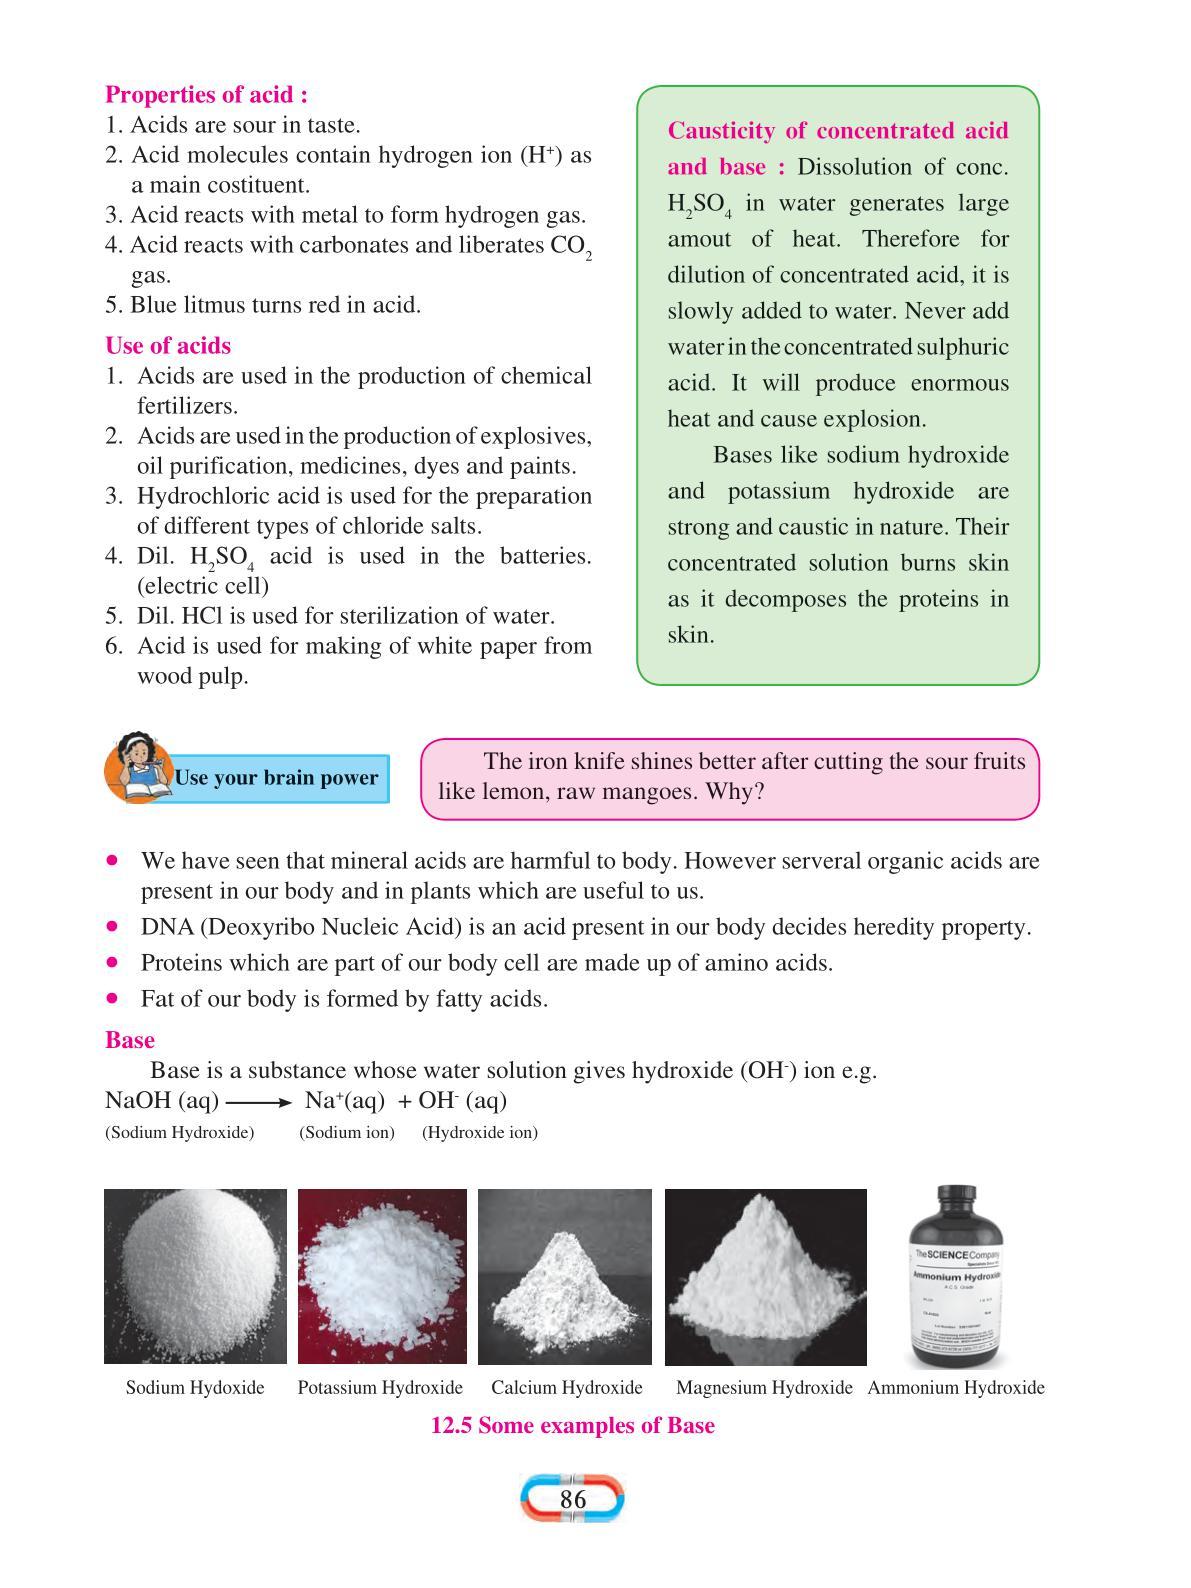 Properties of acid :
1. Acids are sour in taste.
2. Acid molecules contain hydrogen ion (H⁺) as
a main costituent.
3. Acid reacts with metal to form hydrogen gas.
4. Acid reacts with carbonates and liberates CO₂
gas.
5. Blue litmus turns red in acid.
Use of acids
1. Acids are used in the production of chemical
fertilizers.
2. Acids are used in the production of explosives,
oil purification, medicines, dyes and paints.
3. Hydrochloric acid is used for the preparation
of different types of chloride salts.
4. Dil. H₂SO₄ acid is used in the batteries.
(electric cell)
5. Dil. HCl is used for sterilization of water.
6. Acid is used for making of white paper from
wood pulp.
Causticity of concentrated acid
and base : Dissolution of conc.
H₂SO₄ in water generates large
amout of heat. Therefore for
dilution of concentrated acid, it is
slowly added to water. Never add
water in the concentrated sulphuric
acid. It will produce enormous
heat and cause explosion.
Bases like sodium hydroxide
and potassium hydroxide are
strong and caustic in nature. Their
concentrated solution burns skin
as it decomposes the proteins in
skin.
Use your brain power
The iron knife shines better after cutting the sour fruits
like lemon, raw mangoes. Why?
• We have seen that mineral acids are harmful to body. However serveral organic acids are
present in our body and in plants which are useful to us.
• DNA (Deoxyribo Nucleic Acid) is an acid present in our body decides heredity property.
• Proteins which are part of our body cell are made up of amino acids.
• Fat of our body is formed by fatty acids.
Base
Base is a substance whose water solution gives hydroxide (OH⁻) ion e.g.
NaOH (aq) ⟶ Na⁺(aq) + OH⁻ (aq)
(Sodium Hydroxide) (Sodium ion) (Hydroxide ion)
The SCIENCE Company
Ammonium Hydroxide
A.C.S. Grade
Sodium Hydoxide Potassium Hydroxide Calcium Hydroxide Magnesium Hydroxide Ammonium Hydroxide
12.5 Some examples of Base
86